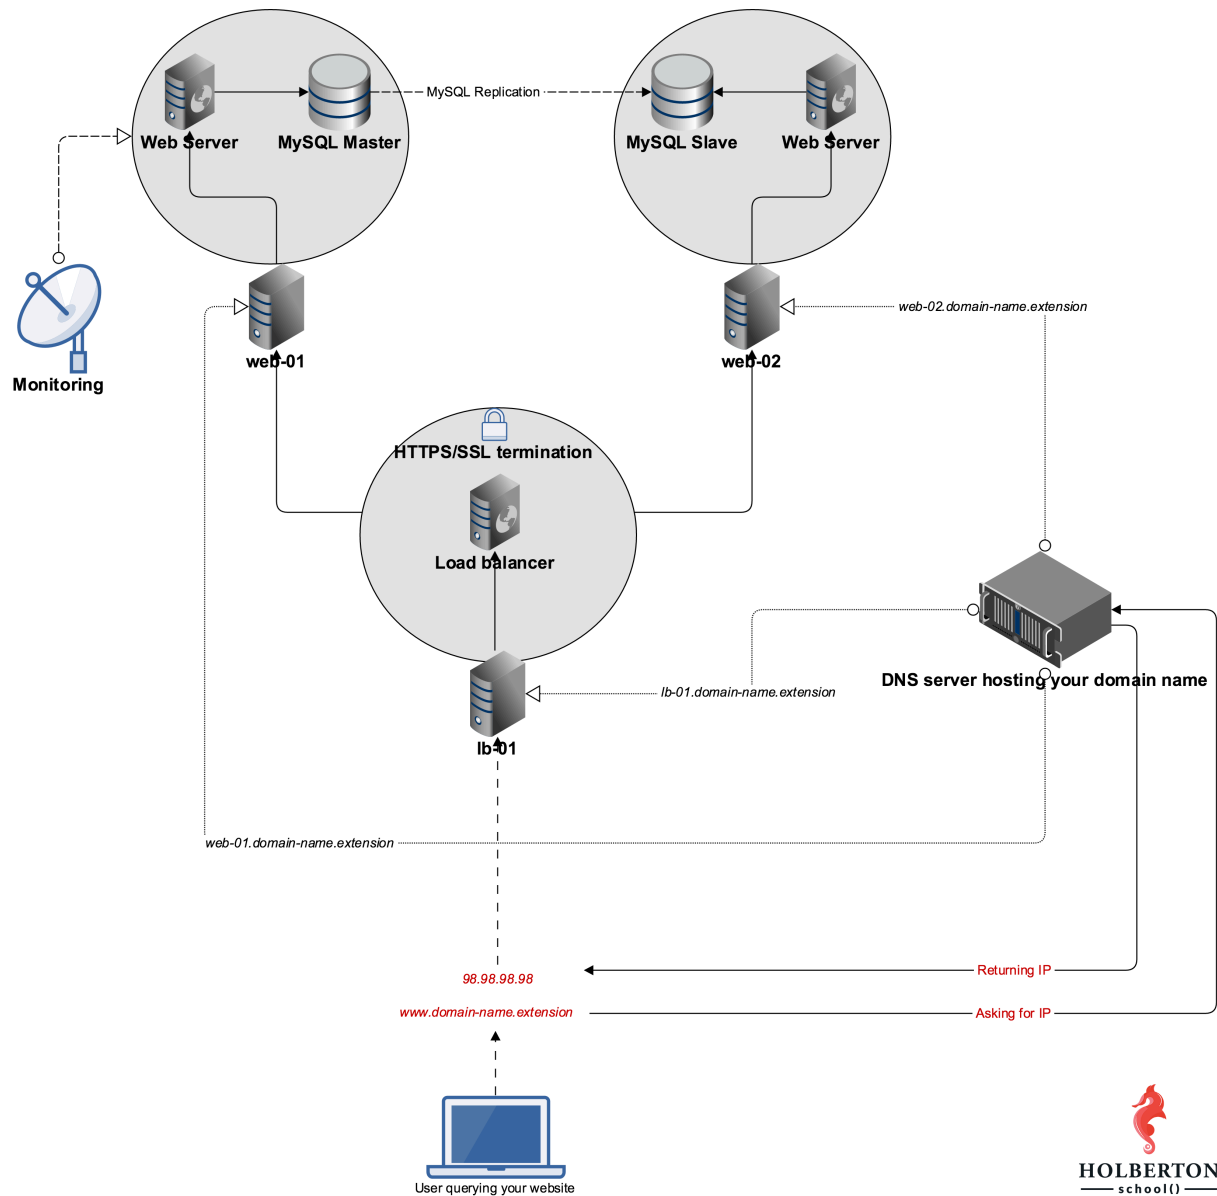 MySQL Replication
Web Server
MySQL Master
MySQL Slave
Web Server
web-02.domain-name.extension
web-01
web-02
Monitoring
HTTPS/SSL termination
Load balancer
DNS server hosting your domain name
lb-01.domain-name.extension
lb-01
web-01.domain-name.extension
Returning IP
98.98.98.98
www.domain-name.extension
Asking for IP
User querying your website
HOLBERTON
school()